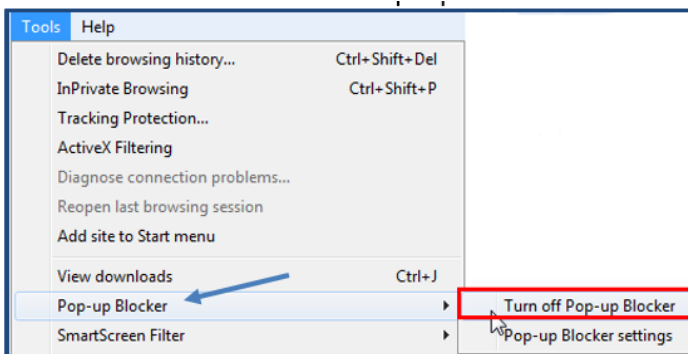 Tools Help
Delete browsing history... Ctrl+Shift+Del
InPrivate Browsing Ctrl+Shift+P
Tracking Protection...
ActiveX Filtering
Diagnose connection problems...
Reopen last browsing session
Add site to Start menu
View downloads Ctrl+J
Pop-up Blocker Turn off Pop-up Blocker
SmartScreen Filter Pop-up Blocker settings